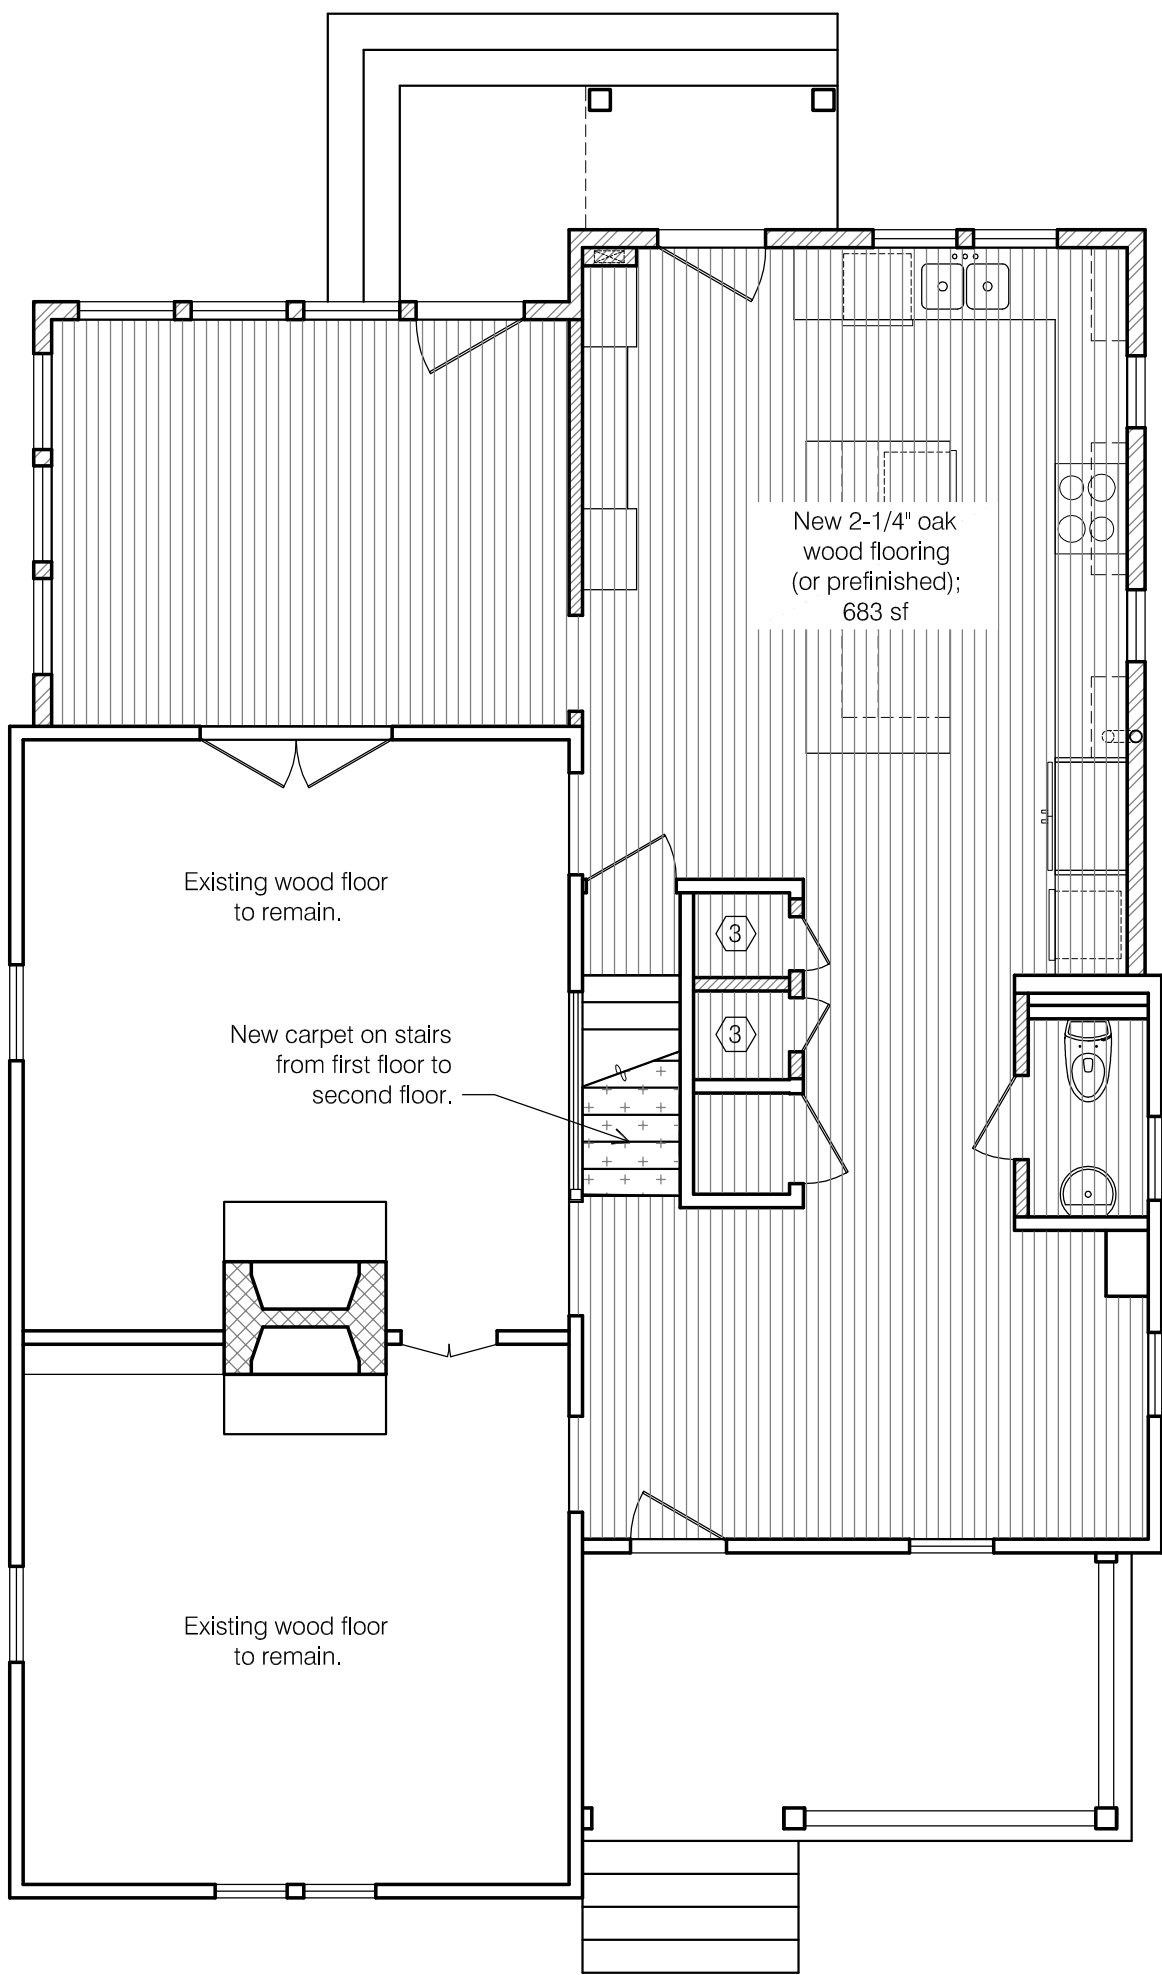 New 2-1/4" oak
wood flooring
(or prefinished);
683 sf
Existing wood floor
to remain.
3
New carpet on stairs
from first floor to
second floor.
3
Existing wood floor
to remain.